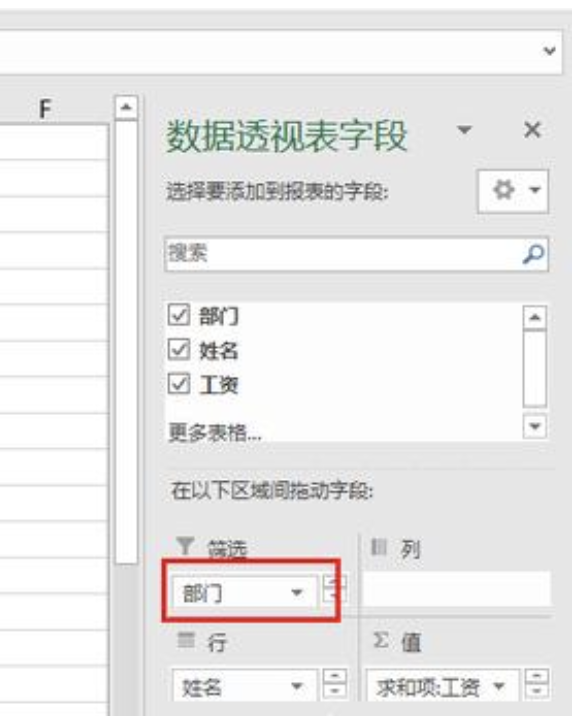 F
数据透视表字段
选择要添加到报表的字段:
搜索
部门
姓名
工资
更多表格...
在以下区域间拖动字段:
筛选
列
部门
行
Σ 值
姓名
求和项:工资